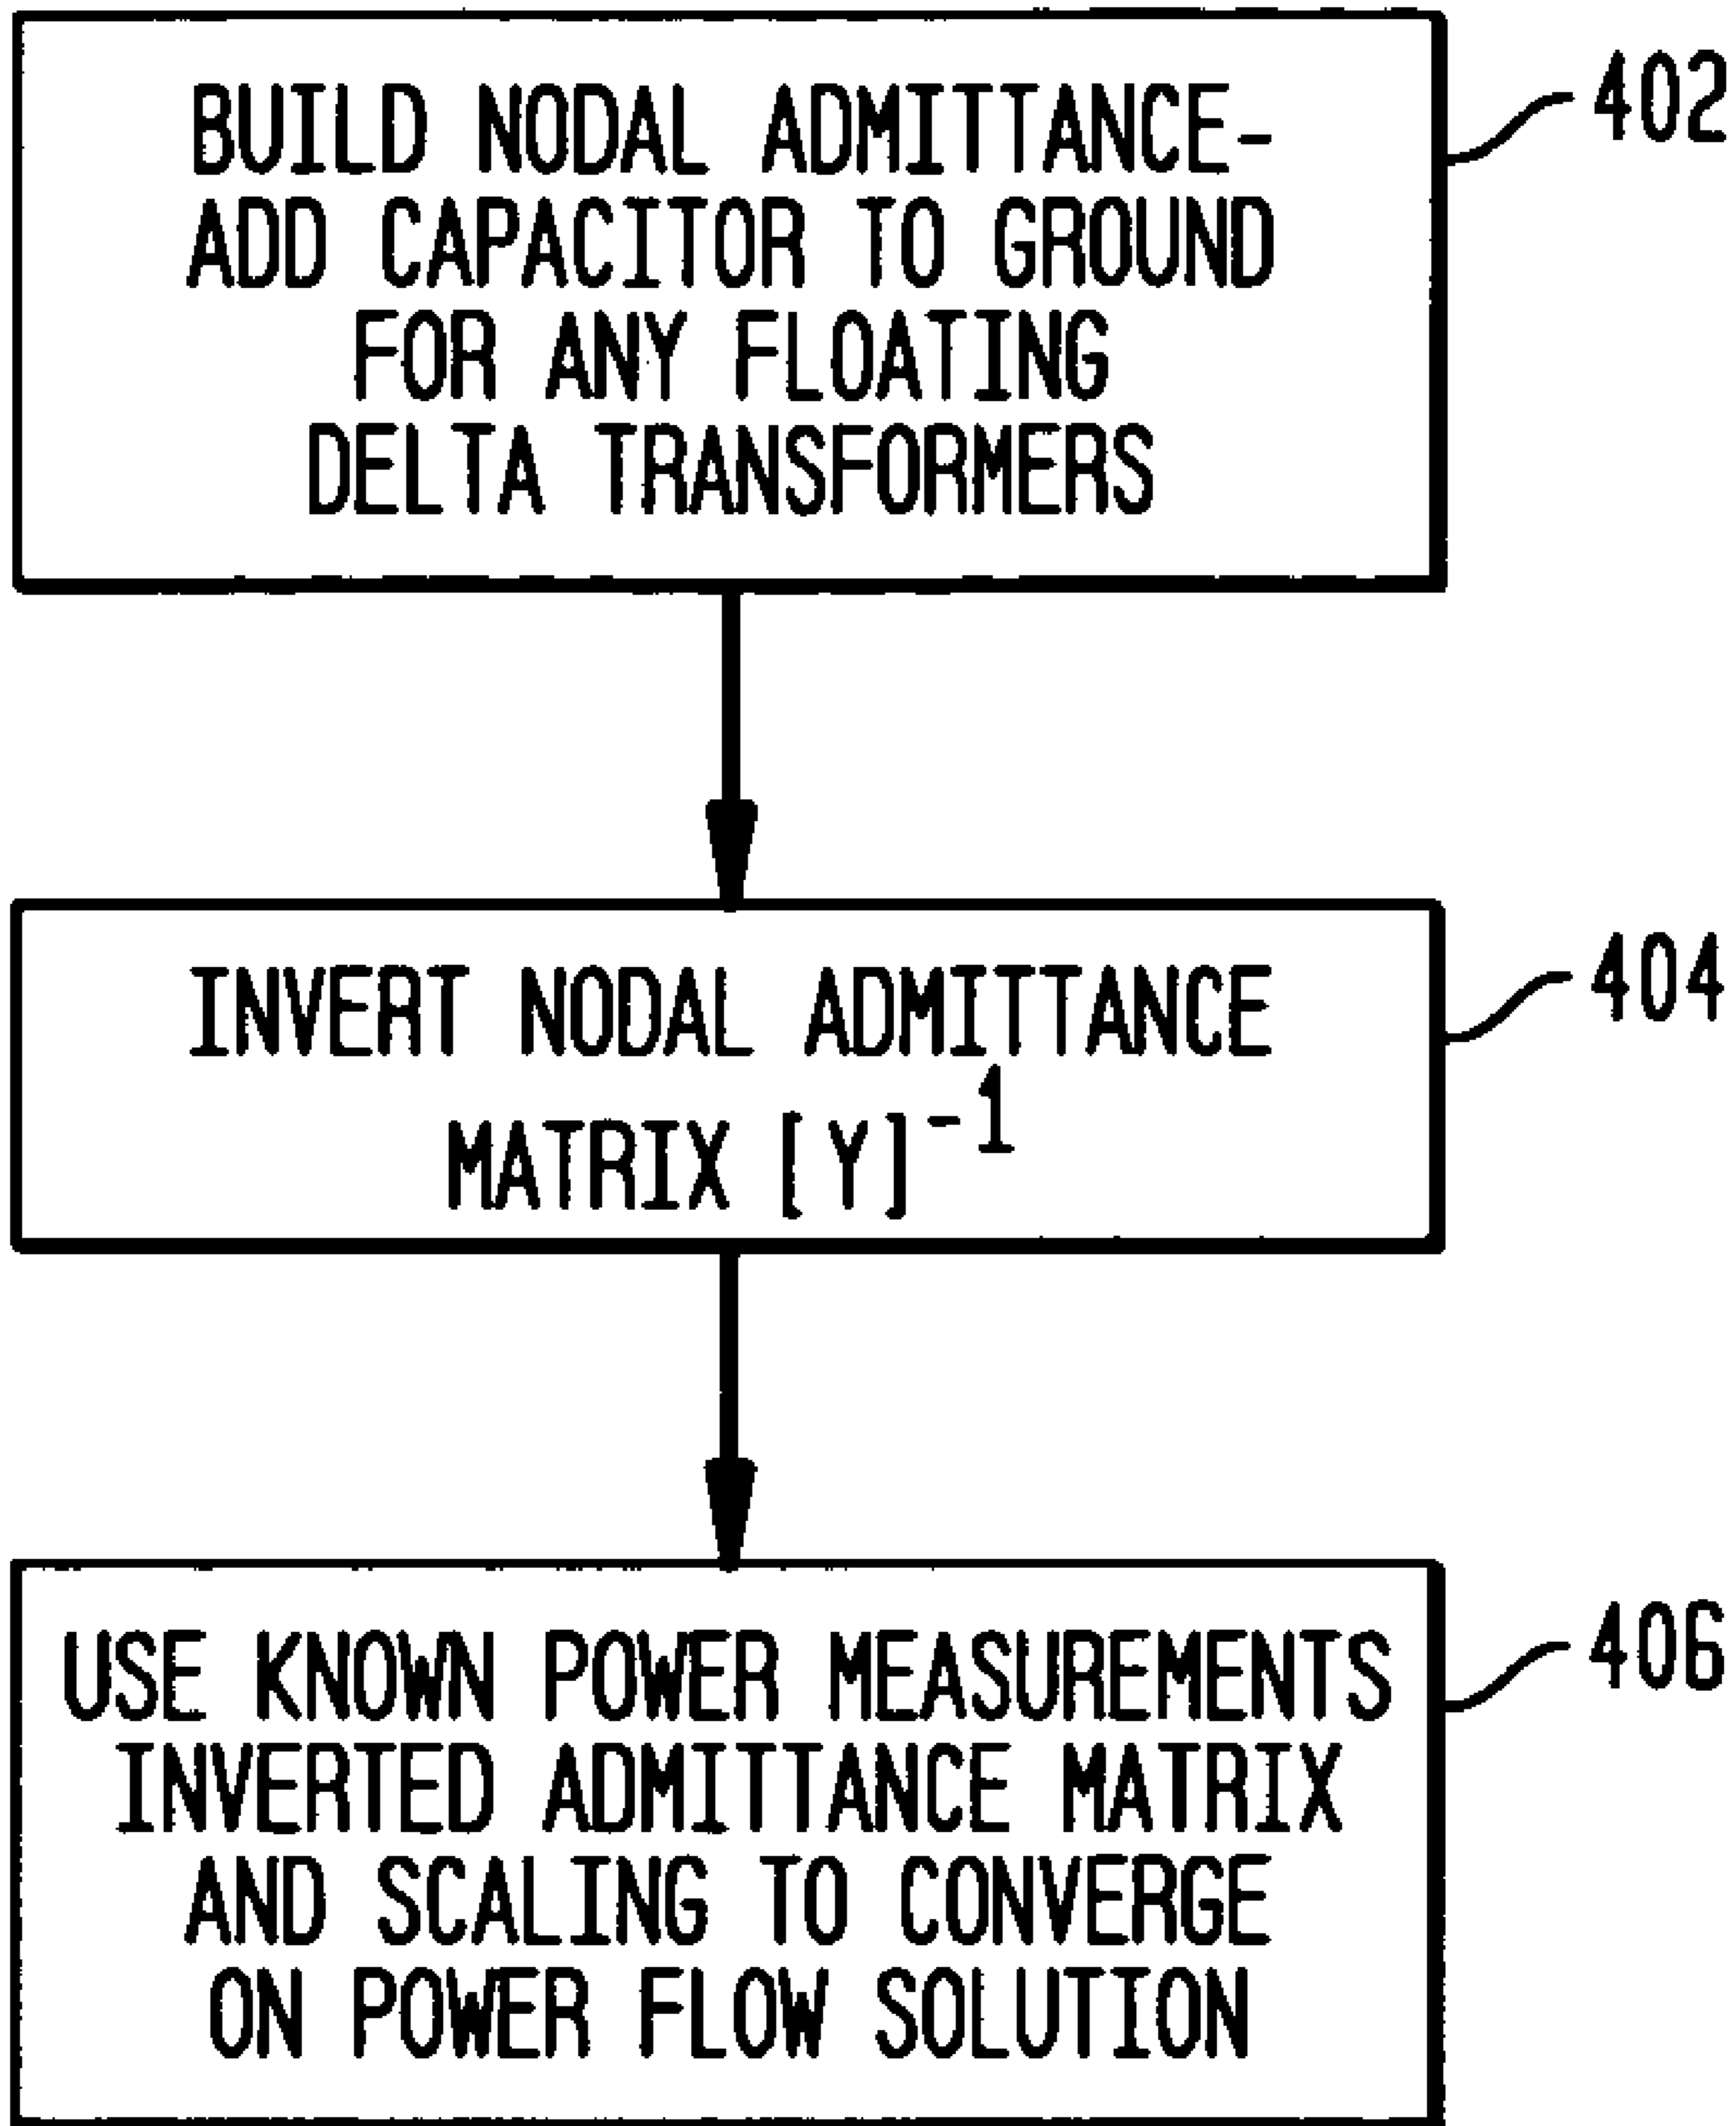 BUILD NODAL ADMITTANCE-
ADD CAPACITOR TO GROUND
FOR ANY FLOATING
DELTA TRANSFORMERS
402
INVERT NODAL ADMITTANCE
MATRIX [Y]⁻¹
404
USE KNOWN POWER MEASUREMENTS
INVERTED ADMITTANCE MATRIX
AND SCALING TO CONVERGE
ON POWER FLOW SOLUTION
406